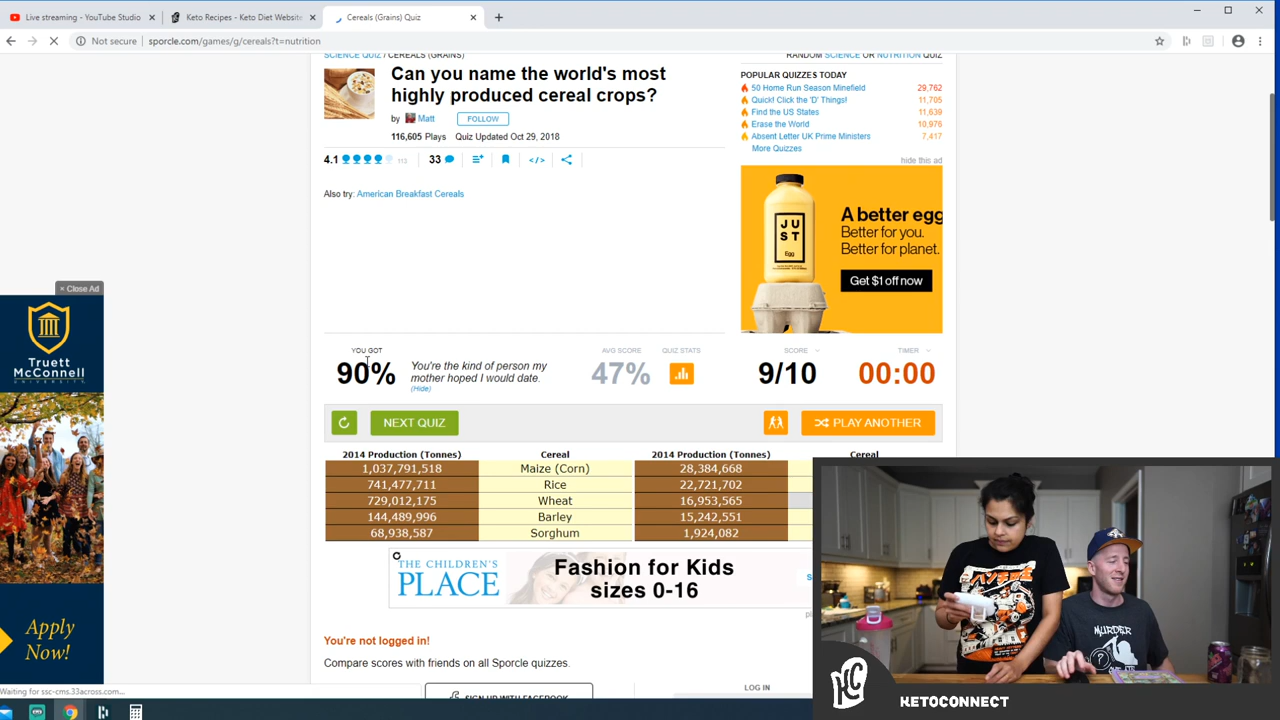 Live streaming - YouTube Studio
Keto Recipes - Keto Diet Website
Cereals (Grains) Quiz
Not secure
sporcle.com/games/g/cereals?t=nutrition
SCIENCE QUIZ / CEREALS (GRAINS)
RANDOM SCIENCE OR NUTRITION QUIZ
Can you name the world's most
highly produced cereal crops?
by Matt
FOLLOW
116,605 Plays
Quiz Updated Oct 29, 2018
4.1
113
33
Also try: American Breakfast Cereals
POPULAR QUIZZES TODAY
50 Home Run Season Minefield 29,762
Quick! Click the 'D' Things! 11,705
Find the US States 11,639
Erase the World 10,976
Absent Letter UK Prime Ministers 7,417
More Quizzes
hide this ad
JUST
Egg
A better egg
Better for you.
Better for planet.
Get $1 off now
× Close Ad
Truett
McConnell
UNIVERSITY
Apply
Now!
YOU GOT
90%
You're the kind of person my
mother hoped I would date.
(Hide)
AVG SCORE
47%
QUIZ STATS
SCORE
9/10
TIMER
00:00
NEXT QUIZ
PLAY ANOTHER
2014 Production (Tonnes) Cereal 2014 Production (Tonnes) Cereal
1,037,791,518 Maize (Corn) 28,384,668
741,477,711 Rice 22,721,702
729,012,175 Wheat 16,953,565
144,489,996 Barley 15,242,551
68,938,587 Sorghum 1,924,082
THE CHILDREN'S
PLACE
Fashion for Kids
sizes 0-16
You're not logged in!
Compare scores with friends on all Sporcle quizzes.
SIGN UP WITH FACEBOOK
LOG IN
Waiting for ssc-cms.33across.com...
MURDER
KC
KETOCONNECT